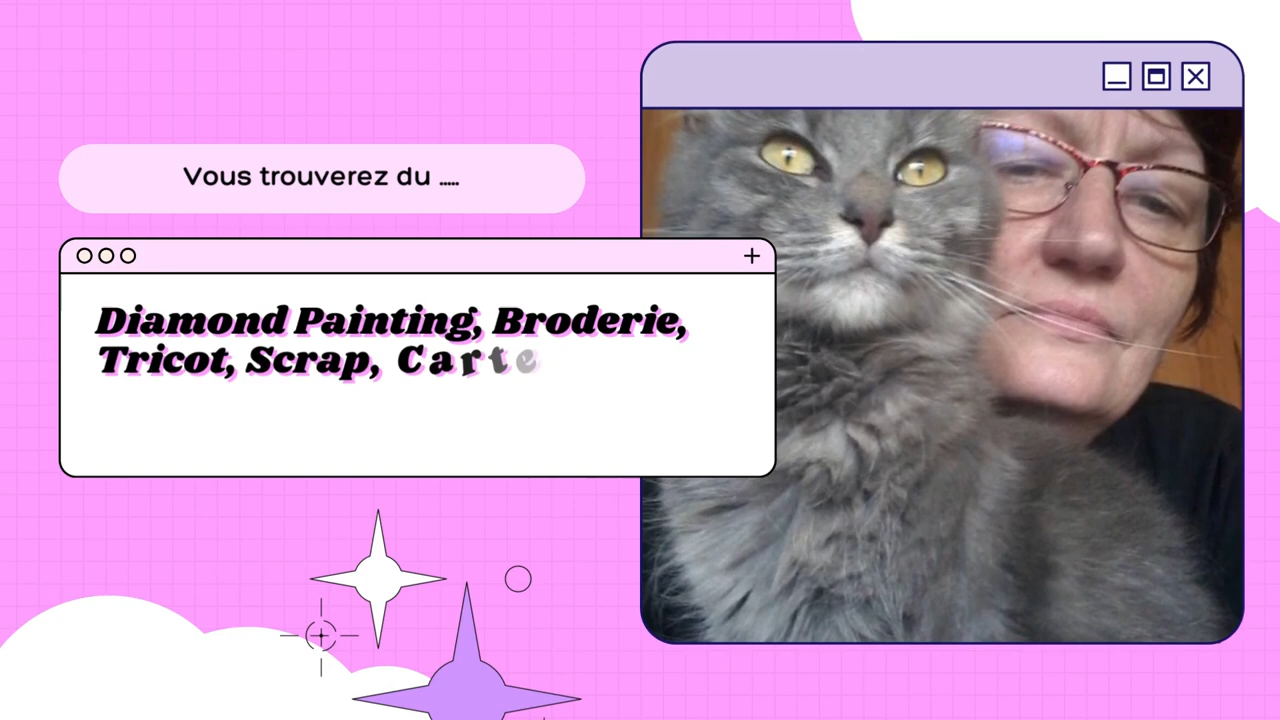 Vous trouverez du .....
Diamond Painting, Broderie,
Tricot, Scrap, Carte